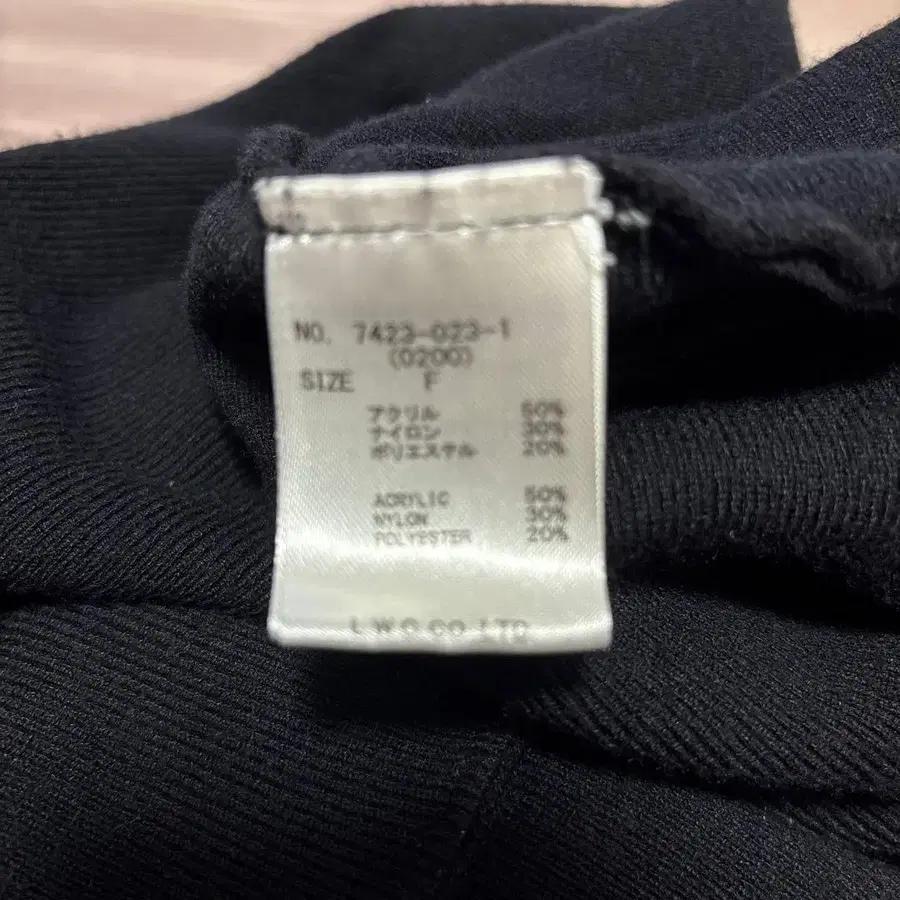 NO. 7423-023-1
(0200)
SIZE F
アクリル 50%
ナイロン 30%
ポリエステル 20%
ACRYLIC 50%
NYLON 30%
POLYESTER 20%
L.W.C.CO.LTD.